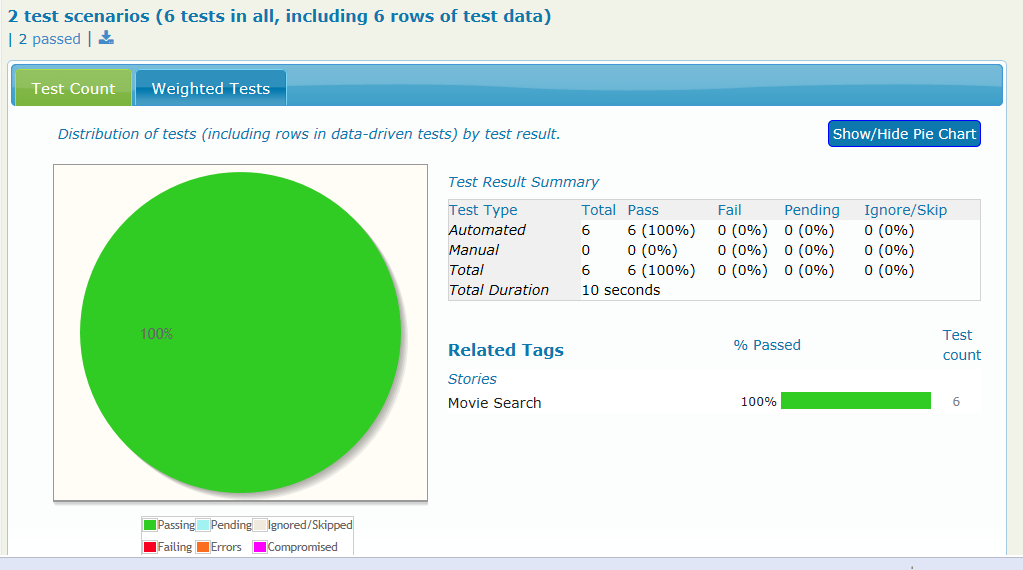 2 test scenarios (6 tests in all, including 6 rows of test data)
| 2 passed |
Test Count Weighted Tests
Distribution of tests (including rows in data-driven tests) by test result.
Show/Hide Pie Chart
100%
Passing Pending Ignored/Skipped
Failing Errors Compromised
Test Result Summary
Test Type Total Pass Fail Pending Ignore/Skip
Automated 6 6 (100%) 0 (0%) 0 (0%) 0 (0%)
Manual 0 0 (0%) 0 (0%) 0 (0%) 0 (0%)
Total 6 6 (100%) 0 (0%) 0 (0%) 0 (0%)
Total Duration 10 seconds
Related Tags % Passed Test count
Stories
Movie Search 100% 6